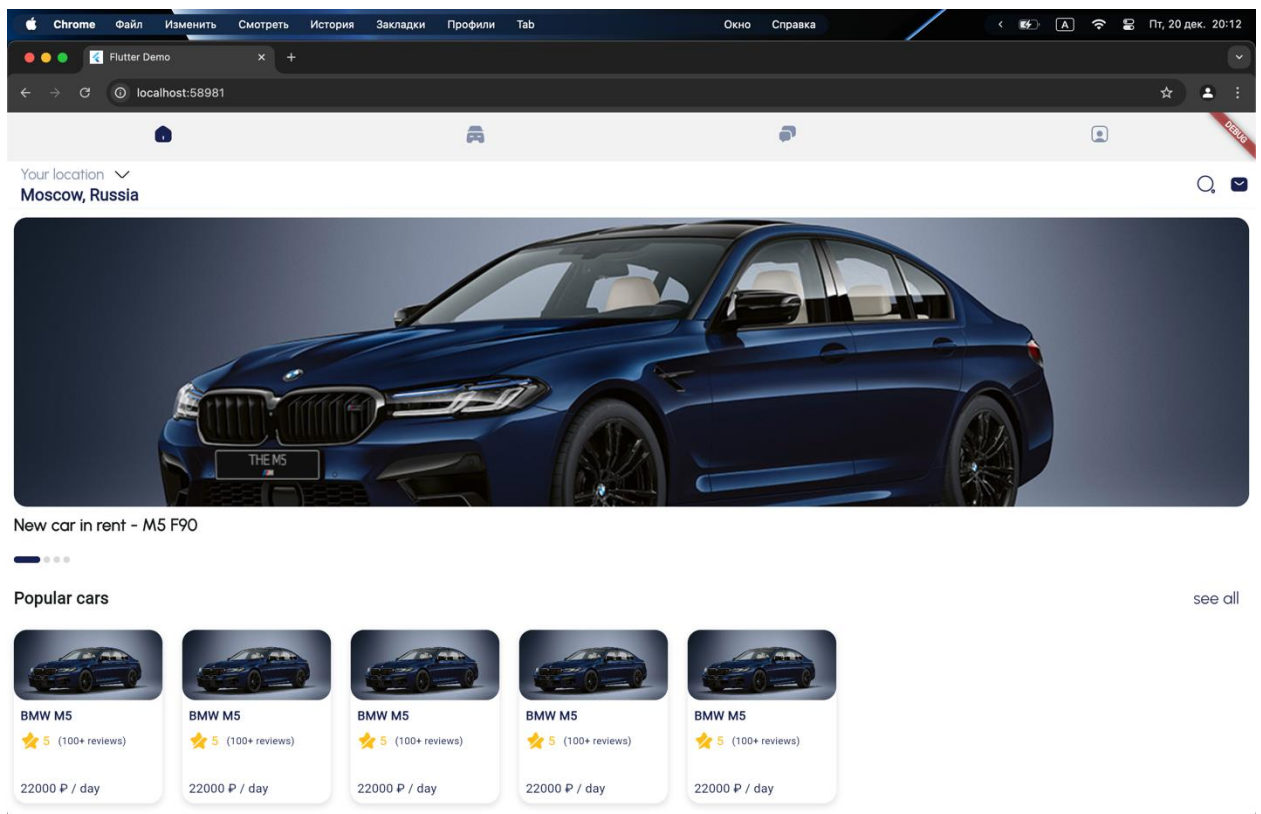 Chrome Файл Изменить Смотреть История Закладки Профили Tab Окно Справка A Пт, 20 дек. 20:12
Flutter Demo
localhost:58981
DEBUG
Your location
Moscow, Russia
THE M5
New car in rent - M5 F90
Popular cars see all
BMW M5 BMW M5 BMW M5 BMW M5 BMW M5
5 (100+ reviews) 5 (100+ reviews) 5 (100+ reviews) 5 (100+ reviews) 5 (100+ reviews)
22000 ₽ / day 22000 ₽ / day 22000 ₽ / day 22000 ₽ / day 22000 ₽ / day